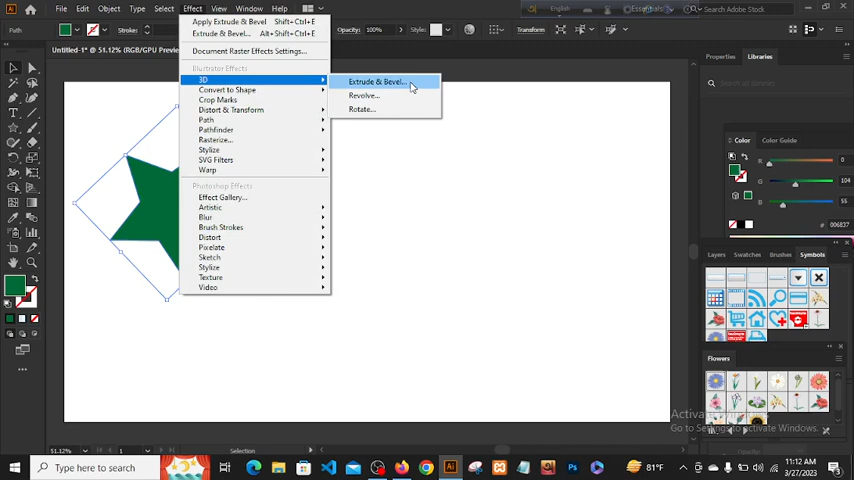 File Edit Object Type Select Effect View Window Help Essentials Adobe Stock
Path Opacity: 100% Style: English Transform
Untitled-1* @ 51.12% (RGB/GPU Preview)
Apply Extrude & Bevel Shift+Ctrl+E
Extrude & Bevel... Alt+Shift+Ctrl+E
Document Raster Effects Settings...
Illustrator Effects
3D
Convert to Shape
Crop Marks
Distort & Transform
Path
Pathfinder
Rasterize...
Stylize
SVG Filters
Warp
Photoshop Effects
Effect Gallery...
Artistic
Blur
Brush Strokes
Distort
Pixelate
Sketch
Stylize
Texture
Video
Extrude & Bevel...
Revolve...
Rotate...
Properties Libraries
Search all libraries
Color Color Guide
R 0
G 104
B 55
# 006837
Layers Swatches Brushes Symbols
Flowers
Activate Windows
Go to Settings to activate Windows.
51.12% 1 Selection
Type here to search
81°F
11:12 AM
3/27/2023
3